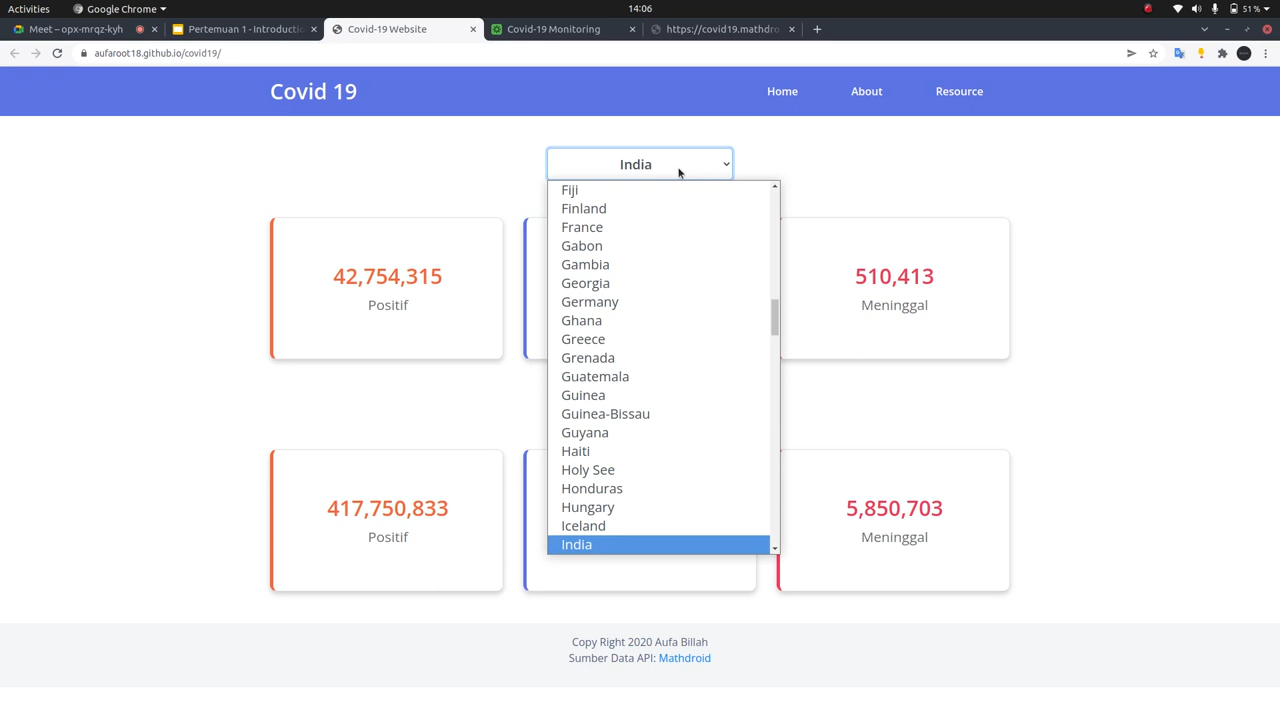 Activities
Google Chrome
14:06
51 %
Meet – opx-mrqz-kyh
Pertemuan 1 - Introductio
Covid-19 Website
Covid-19 Monitoring
https://covid19.mathdro
aufaroot18.github.io/covid19/
Covid 19
Home
About
Resource
India
Fiji
Finland
France
Gabon
Gambia
Georgia
Germany
Ghana
Greece
Grenada
Guatemala
Guinea
Guinea-Bissau
Guyana
Haiti
Holy See
Honduras
Hungary
Iceland
India
42,754,315
Positif
510,413
Meninggal
417,750,833
Positif
5,850,703
Meninggal
Copy Right 2020 Aufa Billah
Sumber Data API: Mathdroid